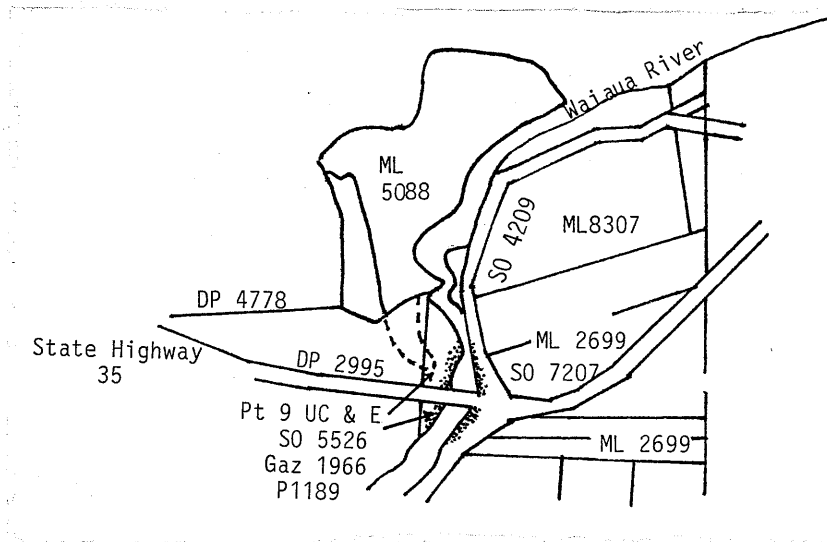 Waiaua River
ML
5088
SO 4209
ML8307
DP 4778
State Highway
35
DP 2995
ML 2699
SO 7207
Pt 9 UC & E
SO 5526
Gaz 1966
P1189
ML 2699